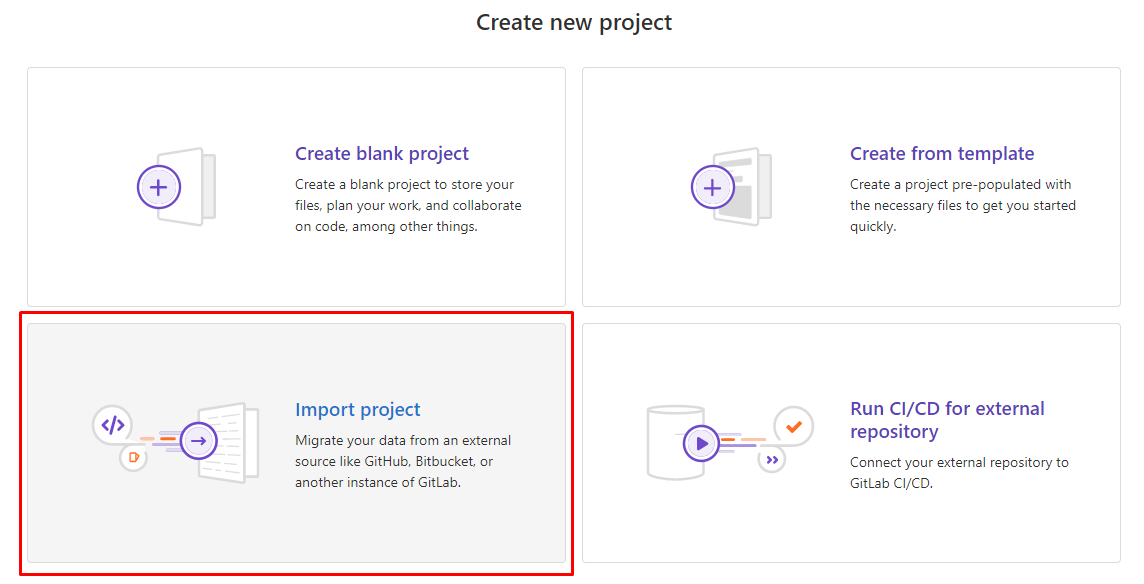 Create new project
Create blank project
Create a blank project to store your
files, plan your work, and collaborate
on code, among other things.
Create from template
Create a project pre-populated with
the necessary files to get you started
quickly.
Import project
Migrate your data from an external
source like GitHub, Bitbucket, or
another instance of GitLab.
Run CI/CD for external
repository
Connect your external repository to
GitLab CI/CD.